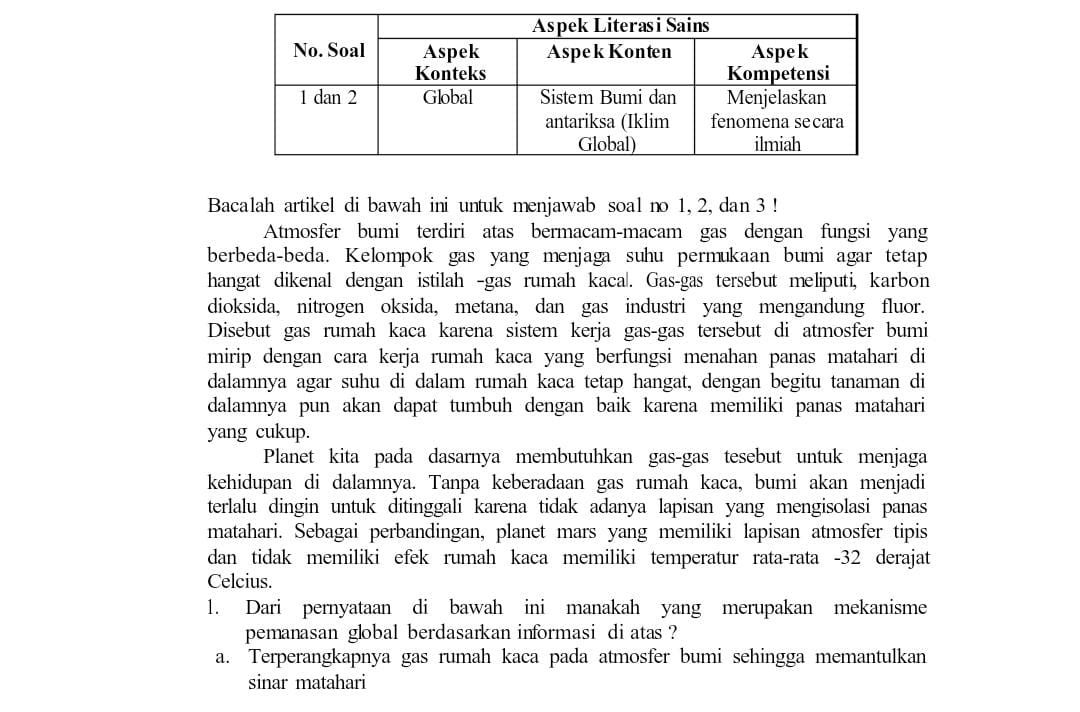 Aspek Literasi Sains
No. Soal
Aspek Konteks
Aspek Konten
Aspek Kompetensi
1 dan 2
Global
Sistem Bumi dan antariksa (Iklim Global)
Menjelaskan fenomena secara ilmiah
Bacalah artikel di bawah ini untuk menjawab soal no 1, 2, dan 3 !
Atmosfer bumi terdiri atas bermacam-macam gas dengan fungsi yang
berbeda-beda. Kelompok gas yang menjaga suhu permukaan bumi agar tetap
hangat dikenal dengan istilah -gas rumah kacal. Gas-gas tersebut meliputi, karbon
dioksida, nitrogen oksida, metana, dan gas industri yang mengandung fluor.
Disebut gas rumah kaca karena sistem kerja gas-gas tersebut di atmosfer bumi
mirip dengan cara kerja rumah kaca yang berfungsi menahan panas matahari di
dalamnya agar suhu di dalam rumah kaca tetap hangat, dengan begitu tanaman di
dalamnya pun akan dapat tumbuh dengan baik karena memiliki panas matahari
yang cukup.
Planet kita pada dasarnya membutuhkan gas-gas tesebut untuk menjaga
kehidupan di dalamnya. Tanpa keberadaan gas rumah kaca, bumi akan menjadi
terlalu dingin untuk ditinggali karena tidak adanya lapisan yang mengisolasi panas
matahari. Sebagai perbandingan, planet mars yang memiliki lapisan atmosfer tipis
dan tidak memiliki efek rumah kaca memiliki temperatur rata-rata -32 derajat
Celcius.
1. Dari pernyataan di bawah ini manakah yang merupakan mekanisme
pemanasan global berdasarkan informasi di atas ?
a. Terperangkapnya gas rumah kaca pada atmosfer bumi sehingga memantulkan
sinar matahari